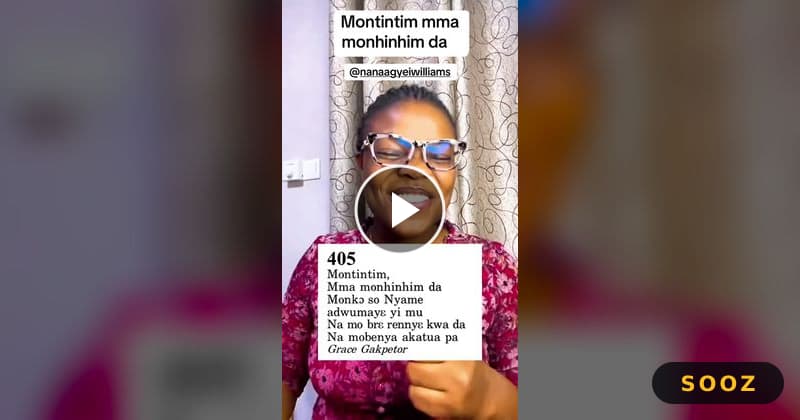 Montintim mma
monhinhim da
@nanaagyeiwilliams
405
Montintim,
Mma monhinhim da
Monkɔ so Nyame
adwumayɛ yi mu
Na mo brɛ rennyɛ kwa da
Na mobenya akatua pa
Grace Gakpetor
SOOZ